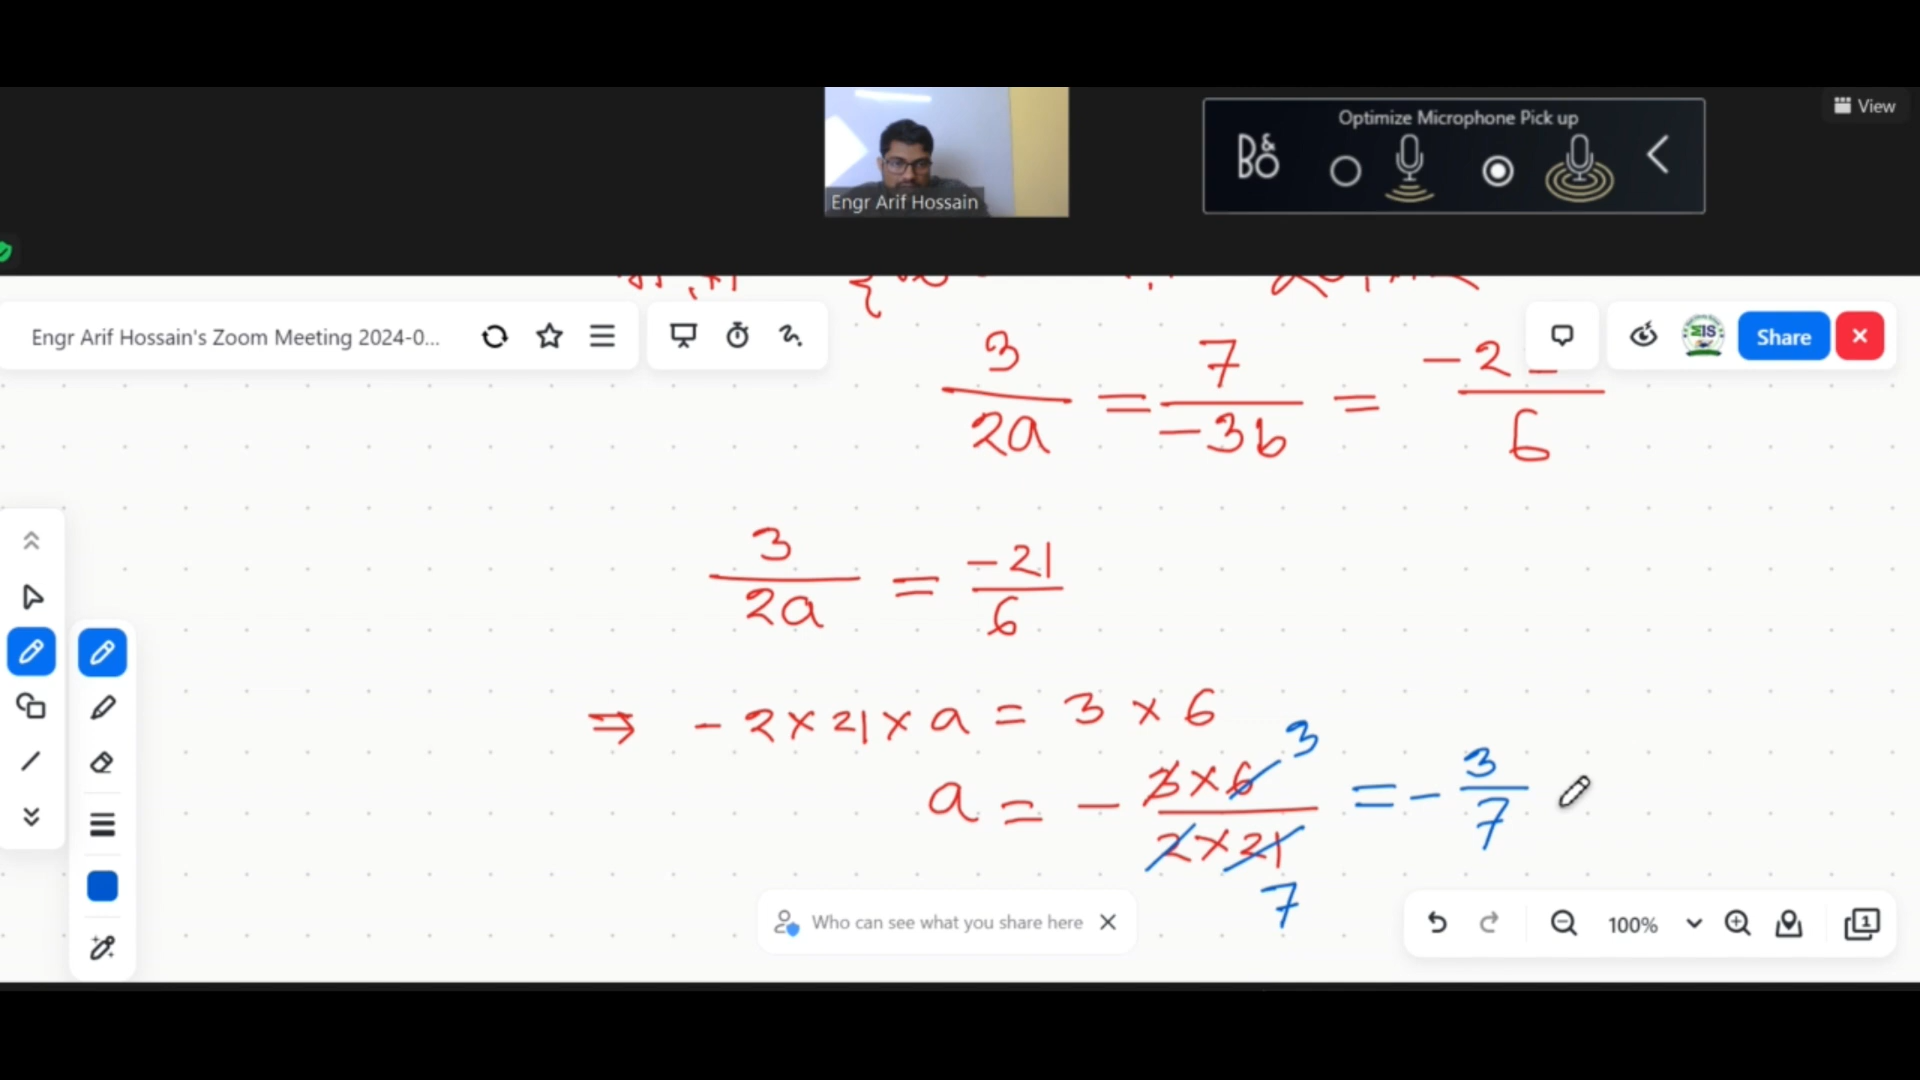 Optimize Microphone Pick up
View
B&O
Engr Arif Hossain
Engr Arif Hossain's Zoom Meeting 2024-0...
MIS
Share
3/2a = 7/-3b = -2 /6
3/2a = -21/6
⇒ -2×21×a = 3×6
a = - 3×6/2×21 = - 3/7
3
7
Who can see what you share here
100%
1